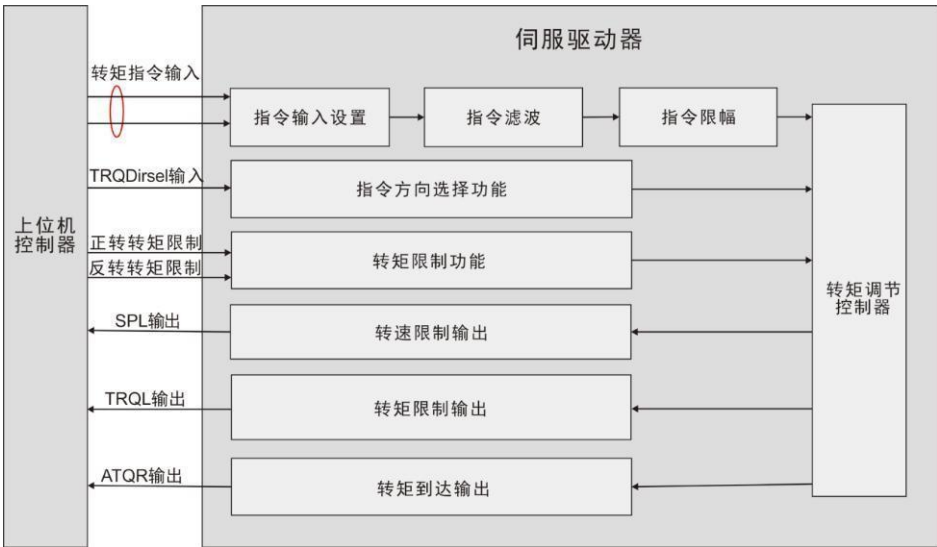 伺服驱动器
转矩指令输入
指令输入设置
指令滤波
指令限幅
TRQDirsel输入
指令方向选择功能
上位机
控制器
正转转矩限制
反转转矩限制
转矩限制功能
转矩调节
控制器
SPL输出
转速限制输出
TRQL输出
转矩限制输出
ATQR输出
转矩到达输出